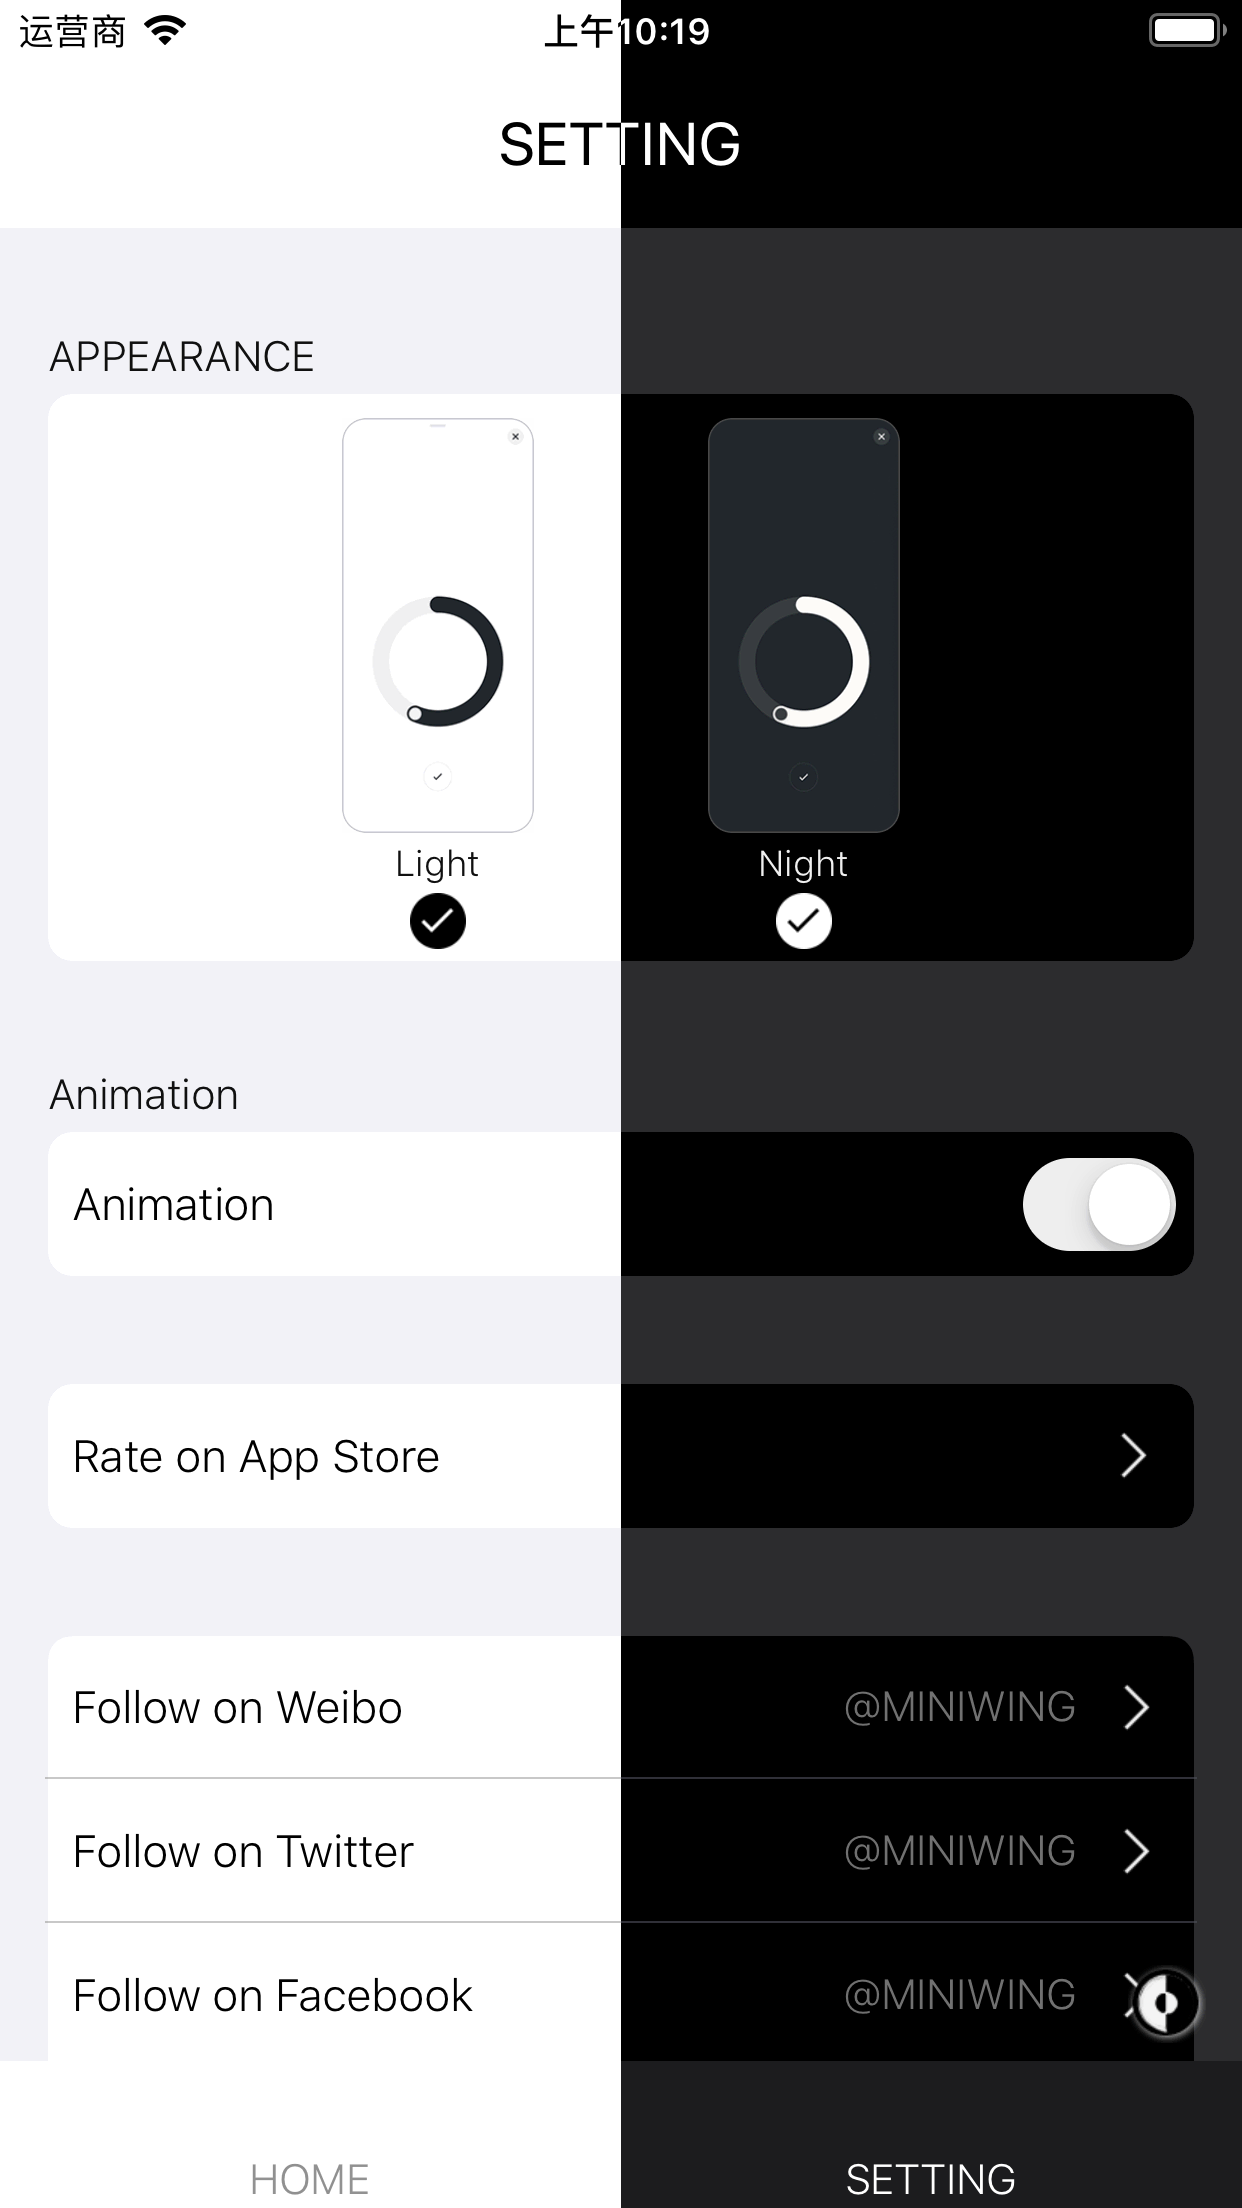 运营商 上午10:19
SETTING
APPEARANCE
Light Night
Animation
Animation
Rate on App Store
Follow on Weibo @MINIWING
Follow on Twitter @MINIWING
Follow on Facebook @MINIWING
HOME SETTING